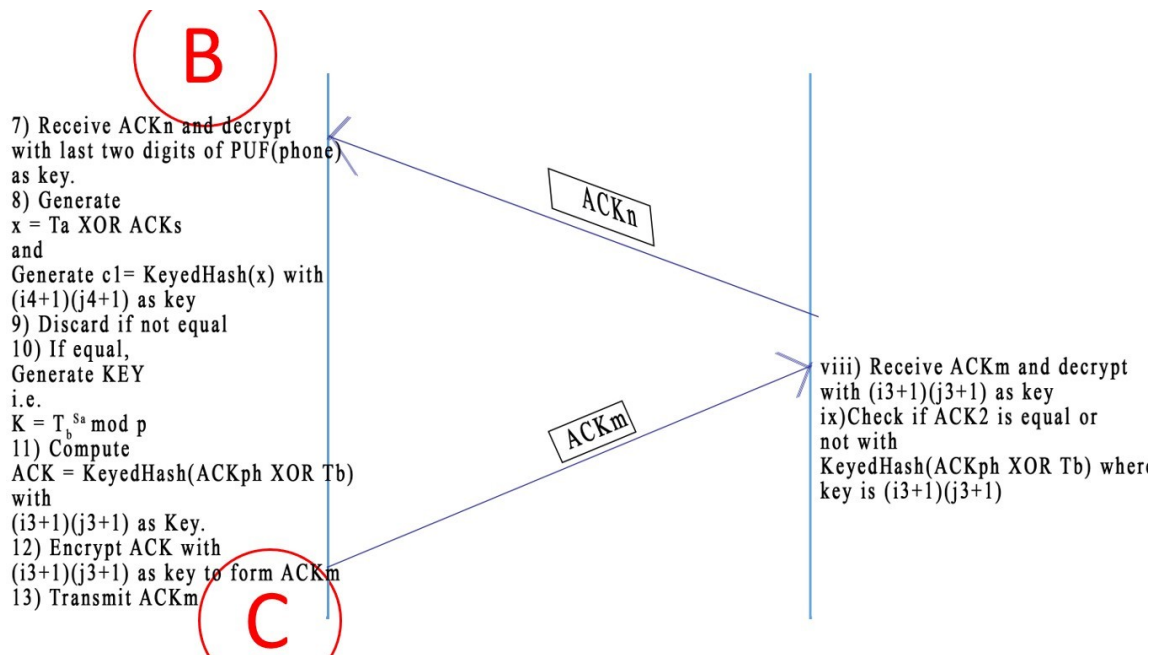 B
7) Receive ACKn and decrypt
with last two digits of PUF(phone)
as key.
8) Generate
x = Ta XOR ACKs
and
Generate c1= KeyedHash(x) with
(i4+1)(j4+1) as key
9) Discard if not equal
10) If equal,
Generate KEY
i.e.
K = T_b^Sa mod p
11) Compute
ACK = KeyedHash(ACKph XOR Tb)
with
(i3+1)(j3+1) as Key.
12) Encrypt ACK with
(i3+1)(j3+1) as key to form ACKm
13) Transmit ACKm
C
ACKn
ACKm
viii) Receive ACKm and decrypt
with (i3+1)(j3+1) as key
ix)Check if ACK2 is equal or
not with
KeyedHash(ACKph XOR Tb) where
key is (i3+1)(j3+1)